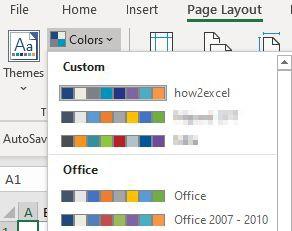 File Home Insert Page Layout
Aa Colors
Themes
Custom
how2excel
AutoSav
Office
A1
Office
Office 2007 - 2010